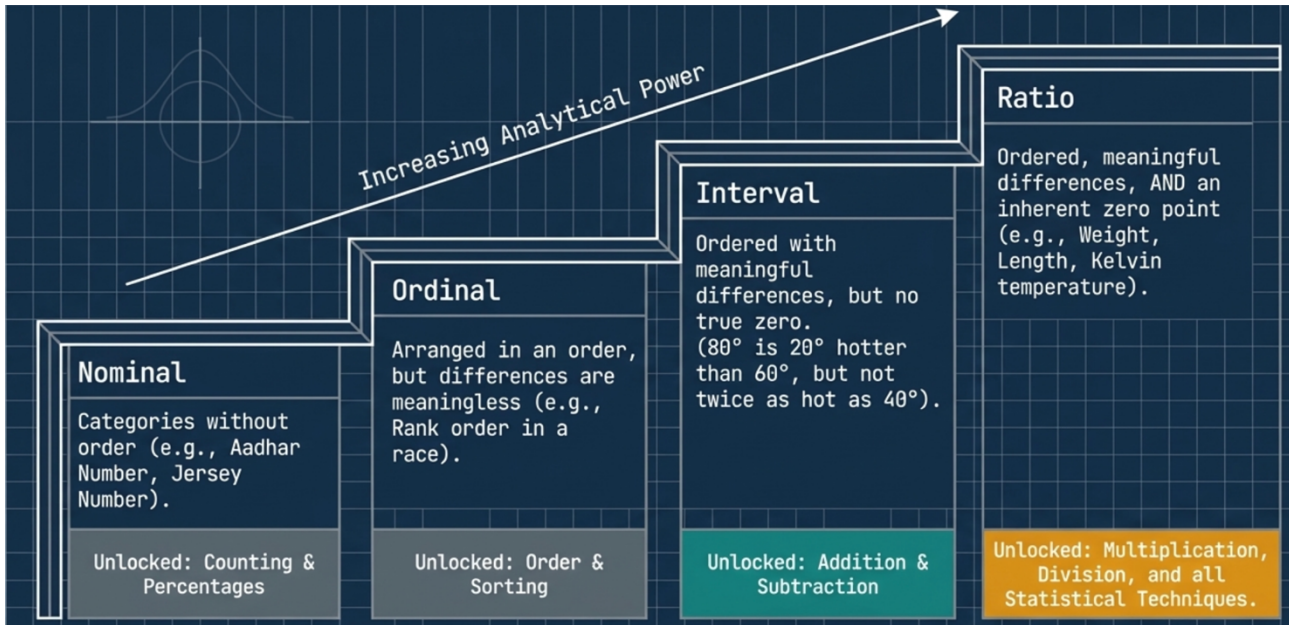 Increasing Analytical Power
Nominal
Categories without
order (e.g., Aadhar
Number, Jersey
Number).
Unlocked: Counting &
Percentages
Ordinal
Arranged in an order,
but differences are
meaningless (e.g.,
Rank order in a
race).
Unlocked: Order &
Sorting
Interval
Ordered with
meaningful
differences, but no
true zero.
(80° is 20° hotter
than 60°, but not
twice as hot as 40°).
Unlocked: Addition &
Subtraction
Ratio
Ordered, meaningful
differences, AND an
inherent zero point
(e.g., Weight,
Length, Kelvin
temperature).
Unlocked: Multiplication,
Division, and all
Statistical Techniques.